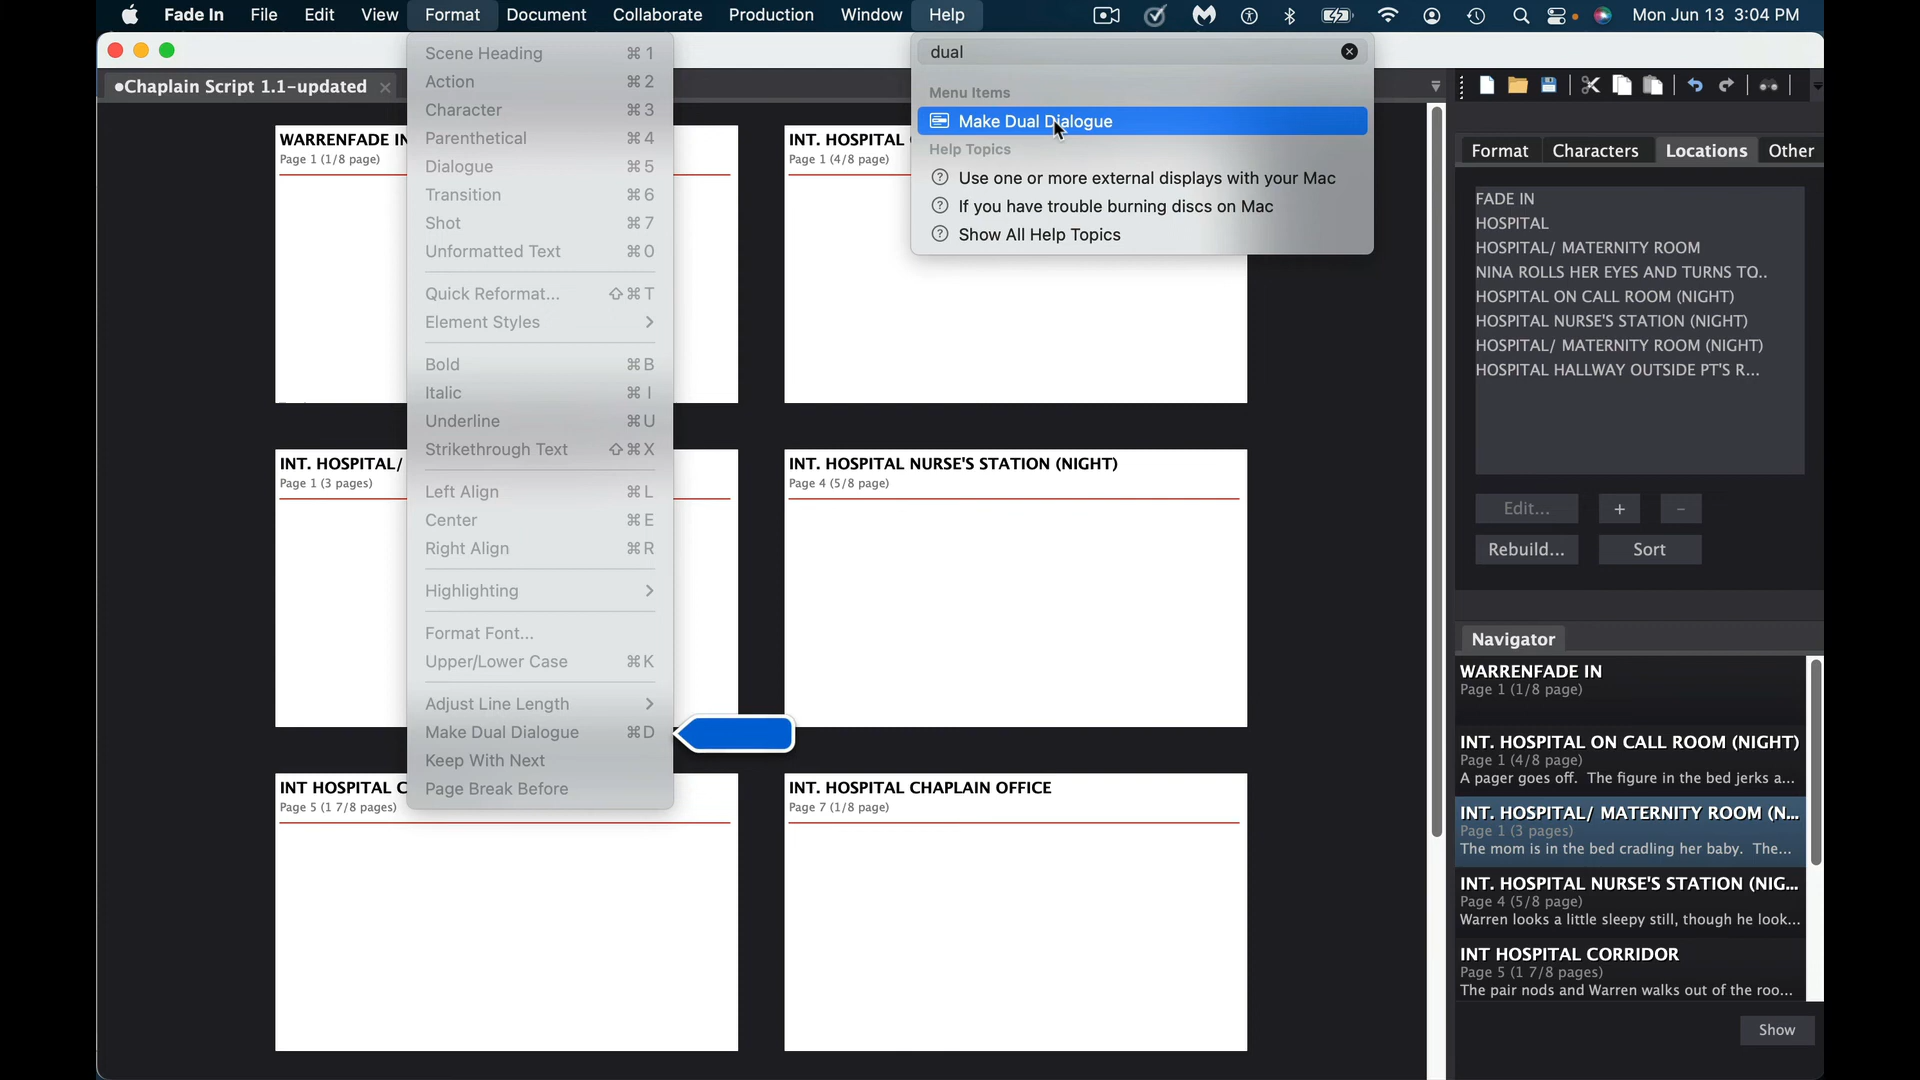 Fade In File Edit View Format Document Collaborate Production Window Help Mon Jun 13 3:04 PM
•Chaplain Script 1.1-updated
Scene Heading ⌘ 1
Action ⌘ 2
Character ⌘ 3
Parenthetical ⌘ 4
Dialogue ⌘ 5
Transition ⌘ 6
Shot ⌘ 7
Unformatted Text ⌘ 0
Quick Reformat... ⇧ ⌘ T
Element Styles
Bold ⌘ B
Italic ⌘ I
Underline ⌘ U
Strikethrough Text ⇧ ⌘ X
Left Align ⌘ L
Center ⌘ E
Right Align ⌘ R
Highlighting
Format Font...
Upper/Lower Case ⌘ K
Adjust Line Length
Make Dual Dialogue ⌘ D
Keep With Next
Page Break Before
dual
Menu Items
Make Dual Dialogue
Help Topics
Use one or more external displays with your Mac
If you have trouble burning discs on Mac
Show All Help Topics
WARRENFADE IN
Page 1 (1/8 page)
INT. HOSPITAL
Page 1 (4/8 page)
INT. HOSPITAL/
Page 1 (3 pages)
INT. HOSPITAL NURSE'S STATION (NIGHT)
Page 4 (5/8 page)
INT HOSPITAL C
Page 5 (1 7/8 pages)
INT. HOSPITAL CHAPLAIN OFFICE
Page 7 (1/8 page)
Format Characters Locations Other
FADE IN
HOSPITAL
HOSPITAL/ MATERNITY ROOM
NINA ROLLS HER EYES AND TURNS TO..
HOSPITAL ON CALL ROOM (NIGHT)
HOSPITAL NURSE'S STATION (NIGHT)
HOSPITAL/ MATERNITY ROOM (NIGHT)
HOSPITAL HALLWAY OUTSIDE PT'S R...
Edit... + -
Rebuild... Sort
Navigator
WARRENFADE IN
Page 1 (1/8 page)
INT. HOSPITAL ON CALL ROOM (NIGHT)
Page 1 (4/8 page)
A pager goes off. The figure in the bed jerks a...
INT. HOSPITAL/ MATERNITY ROOM (N...
Page 1 (3 pages)
The mom is in the bed cradling her baby. The...
INT. HOSPITAL NURSE'S STATION (NIG...
Page 4 (5/8 page)
Warren looks a little sleepy still, though he look...
INT HOSPITAL CORRIDOR
Page 5 (1 7/8 pages)
The pair nods and Warren walks out of the roo...
Show